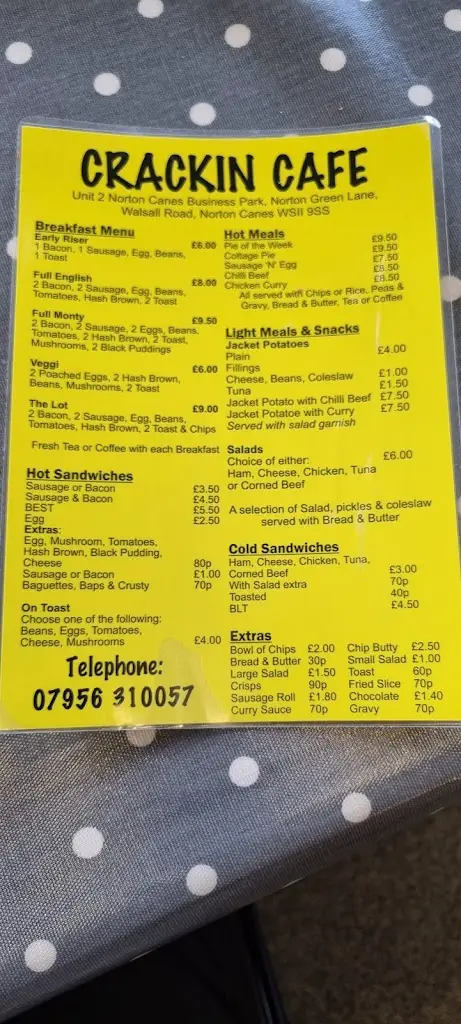 CRACKIN CAFE
Unit 2 Norton Canes Business Park, Norton Green Lane,
Walsall Road, Norton Canes WSII 9SS
Breakfast Menu
Early Riser £6.00
1 Bacon, 1 Sausage, Egg, Beans,
1 Toast
Full English £8.00
2 Bacon, 2 Sausage, Egg, Beans,
Tomatoes, Hash Brown, 2 Toast
Full Monty £9.50
2 Bacon, 2 Sausage, 2 Eggs, Beans,
Tomatoes, 2 Hash Brown, 2 Toast,
Mushrooms, 2 Black Puddings
Veggi £6.00
2 Poached Eggs, 2 Hash Brown,
Beans, Mushrooms, 2 Toast
The Lot £9.00
2 Bacon, 2 Sausage, Egg, Beans,
Tomatoes, Hash Brown, 2 Toast & Chips
Fresh Tea or Coffee with each Breakfast
Hot Sandwiches
Sausage or Bacon £3.50
Sausage & Bacon £4.50
BEST £5.50
Egg £2.50
Extras:
Egg, Mushroom, Tomatoes,
Hash Brown, Black Pudding,
Cheese 80p
Sausage or Bacon £1.00
Baguettes, Baps & Crusty 70p
On Toast
Choose one of the following:
Beans, Eggs, Tomatoes,
Cheese, Mushrooms £4.00
Telephone:
07956 310057
Hot Meals
Pie of the Week £9.50
Cottage Pie £9.50
Sausage 'N' Egg £7.50
Chilli Beef £8.50
Chicken Curry £8.50
All served with Chips or Rice, Peas &
Gravy, Bread & Butter, Tea or Coffee
Light Meals & Snacks
Jacket Potatoes
Plain £4.00
Fillings
Cheese, Beans, Coleslaw £1.00
Tuna £1.50
Jacket Potato with Chilli Beef £7.50
Jacket Potatoe with Curry £7.50
Served with salad garnish
Salads
Choice of either: £6.00
Ham, Cheese, Chicken, Tuna
or Corned Beef
A selection of Salad, pickles & coleslaw
served with Bread & Butter
Cold Sandwiches
Ham, Cheese, Chicken, Tuna,
Corned Beef £3.00
With Salad extra 70p
Toasted 40p
BLT £4.50
Extras
Bowl of Chips £2.00 Chip Butty £2.50
Bread & Butter 30p Small Salad £1.00
Large Salad £1.50 Toast 60p
Crisps 90p Fried Slice 70p
Sausage Roll £1.80 Chocolate £1.40
Curry Sauce 70p Gravy 70p